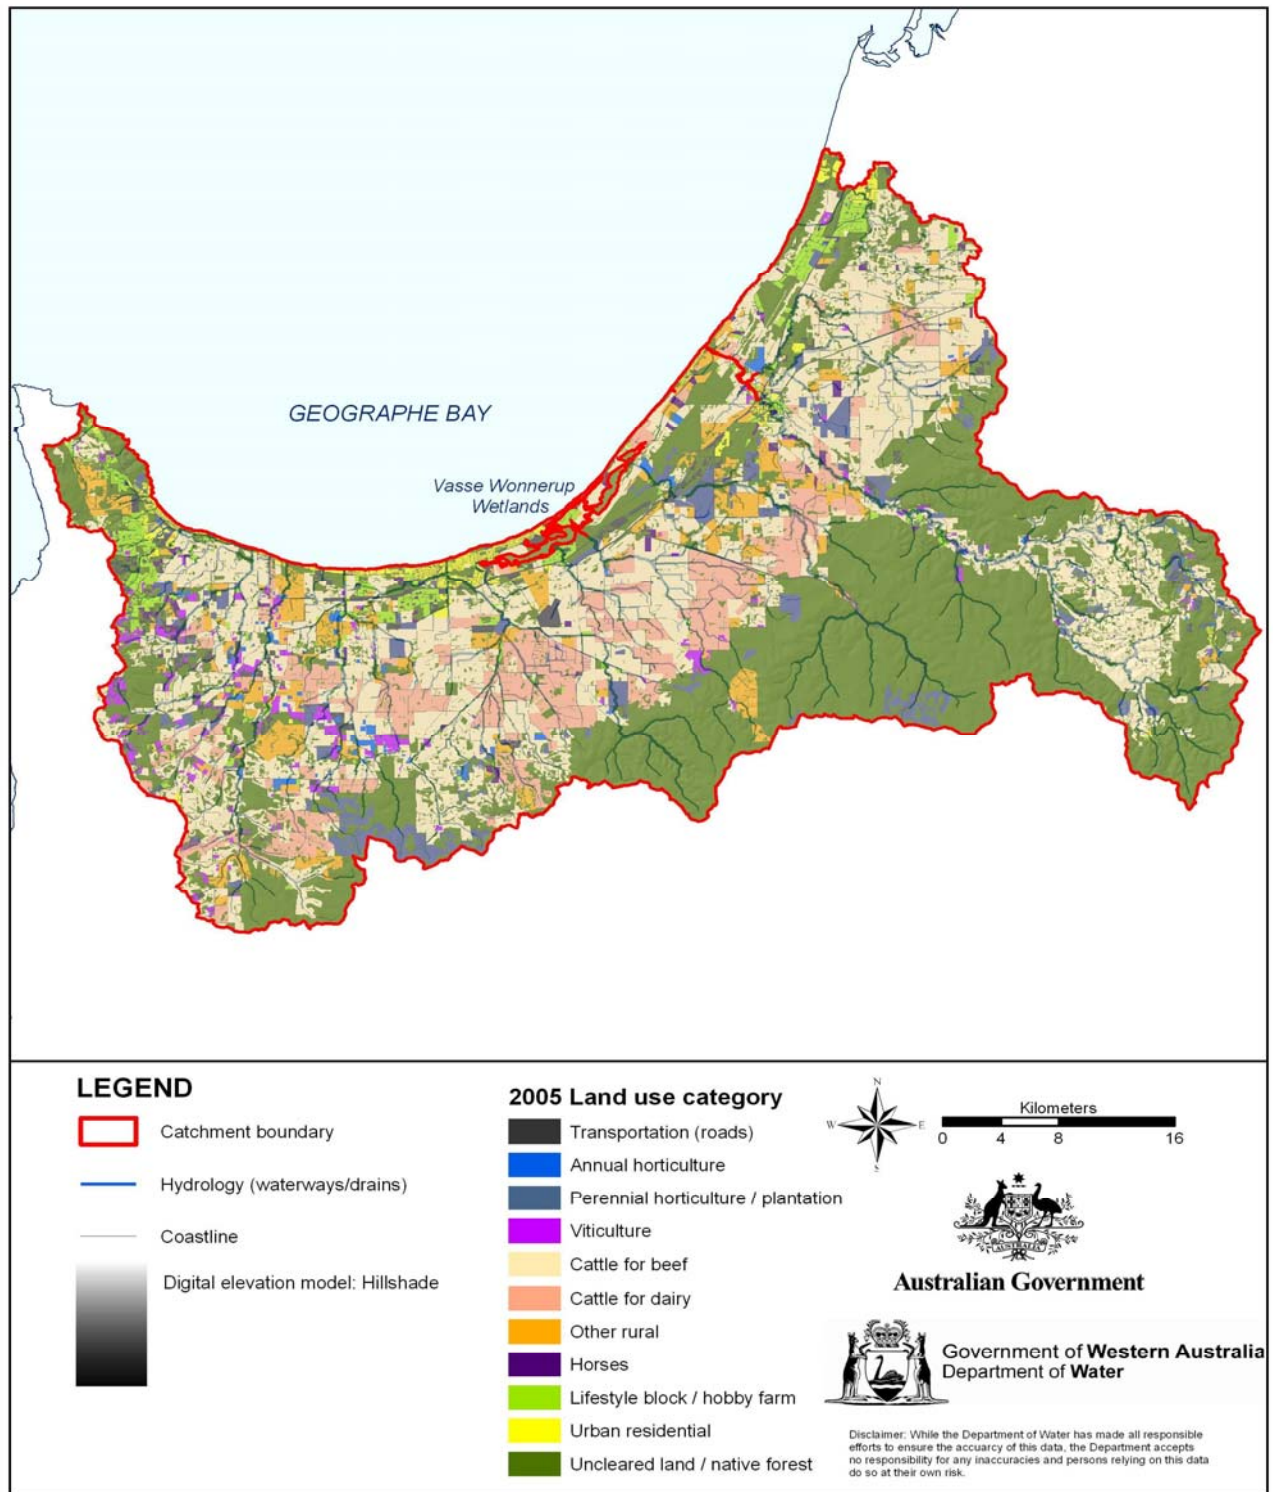 GEOGRAPHE BAY
Vasse Wonnerup
Wetlands
LEGEND
Catchment boundary
Hydrology (waterways/drains)
Coastline
Digital elevation model: Hillshade
2005 Land use category
Transportation (roads)
Annual horticulture
Perennial horticulture / plantation
Viticulture
Cattle for beef
Cattle for dairy
Other rural
Horses
Lifestyle block / hobby farm
Urban residential
Uncleared land / native forest
N
W
E
S
Kilometers
0 4 8 16
AUSTRALIA
Australian Government
Government of Western Australia
Department of Water
Disclaimer: While the Department of Water has made all responsible
efforts to ensure the accuarcy of this data, the Department accepts
no responsibility for any inaccuracies and persons relying on this data
do so at their own risk.